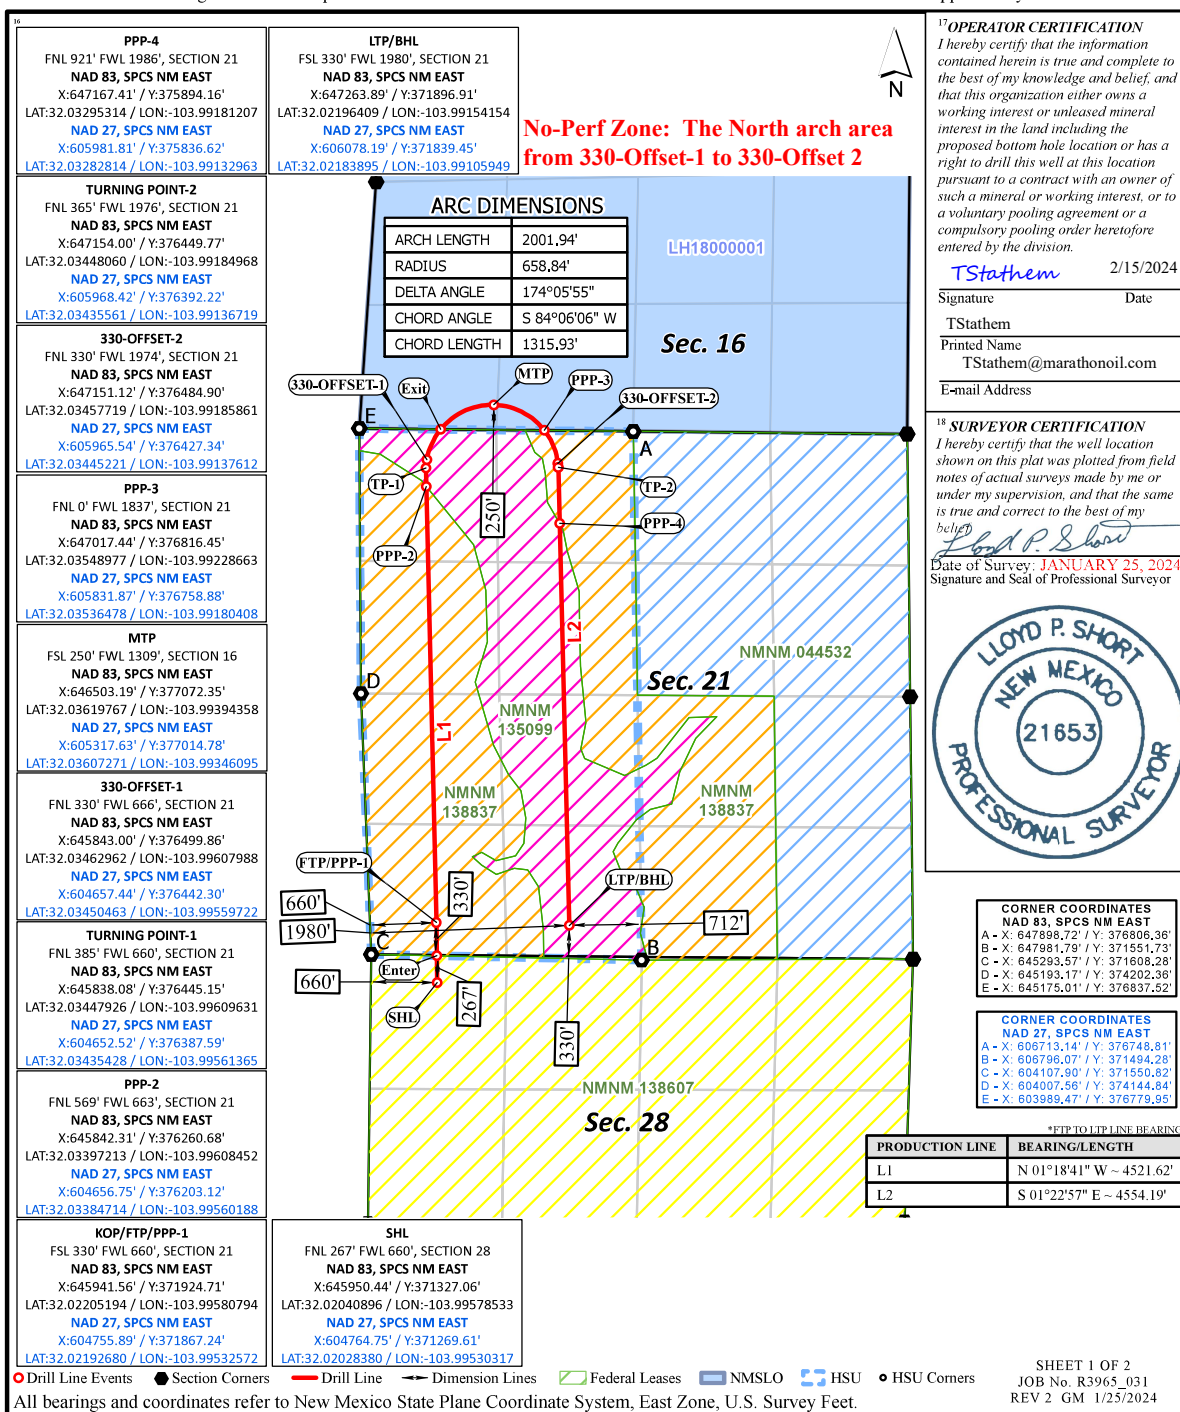 16
PPP-4
FNL 921' FWL 1986', SECTION 21
NAD 83, SPCS NM EAST
X:647167.41' / Y:375894.16'
LAT:32.03295314 / LON:-103.99181207
NAD 27, SPCS NM EAST
X:605981.81' / Y:375836.62'
LAT:32.03282814 / LON:-103.99132963
LTP/BHL
FSL 330' FWL 1980', SECTION 21
NAD 83, SPCS NM EAST
X:647263.89' / Y:371896.91'
LAT:32.02196409 / LON:-103.99154154
NAD 27, SPCS NM EAST
X:606078.19' / Y:371839.45'
LAT:32.02183895 / LON:-103.99105949
TURNING POINT-2
FNL 365' FWL 1976', SECTION 21
NAD 83, SPCS NM EAST
X:647154.00' / Y:376449.77'
LAT:32.03448060 / LON:-103.99184968
NAD 27, SPCS NM EAST
X:605968.42' / Y:376392.22'
LAT:32.03435561 / LON:-103.99136719
330-OFFSET-2
FNL 330' FWL 1974', SECTION 21
NAD 83, SPCS NM EAST
X:647151.12' / Y:376484.90'
LAT:32.03457719 / LON:-103.99185861
NAD 27, SPCS NM EAST
X:605965.54' / Y:376427.34'
LAT:32.03445221 / LON:-103.99137612
PPP-3
FNL 0' FWL 1837', SECTION 21
NAD 83, SPCS NM EAST
X:647017.44' / Y:376816.45'
LAT:32.03548977 / LON:-103.99228663
NAD 27, SPCS NM EAST
X:605831.87' / Y:376758.88'
LAT:32.03536478 / LON:-103.99180408
MTP
FSL 250' FWL 1309', SECTION 16
NAD 83, SPCS NM EAST
X:646503.19' / Y:377072.35'
LAT:32.03619767 / LON:-103.99394358
NAD 27, SPCS NM EAST
X:605317.63' / Y:377014.78'
LAT:32.03607271 / LON:-103.99346095
330-OFFSET-1
FNL 330' FWL 666', SECTION 21
NAD 83, SPCS NM EAST
X:645843.00' / Y:376499.86'
LAT:32.03462962 / LON:-103.99607988
NAD 27, SPCS NM EAST
X:604657.44' / Y:376442.30'
LAT:32.03450463 / LON:-103.99559722
TURNING POINT-1
FNL 385' FWL 660', SECTION 21
NAD 83, SPCS NM EAST
X:645838.08' / Y:376445.15'
LAT:32.03447926 / LON:-103.99609631
NAD 27, SPCS NM EAST
X:604652.52' / Y:376387.59'
LAT:32.03435428 / LON:-103.99561365
PPP-2
FNL 569' FWL 663', SECTION 21
NAD 83, SPCS NM EAST
X:645842.31' / Y:376260.68'
LAT:32.03397213 / LON:-103.99608452
NAD 27, SPCS NM EAST
X:604656.75' / Y:376203.12'
LAT:32.03384714 / LON:-103.99560188
KOP/FTP/PPP-1
FSL 330' FWL 660', SECTION 21
NAD 83, SPCS NM EAST
X:645941.56' / Y:371924.71'
LAT:32.02205194 / LON:-103.99580794
NAD 27, SPCS NM EAST
X:604755.89' / Y:371867.24'
LAT:32.02192680 / LON:-103.99532572
SHL
FNL 267' FWL 660', SECTION 28
NAD 83, SPCS NM EAST
X:645950.44' / Y:371327.06'
LAT:32.02040896 / LON:-103.99578533
NAD 27, SPCS NM EAST
X:604764.75' / Y:371269.61'
LAT:32.02028380 / LON:-103.99530317
N
No-Perf Zone: The North arch area
from 330-Offset-1 to 330-Offset 2
ARC DIMENSIONS
ARCH LENGTH 2001.94'
RADIUS 658.84'
DELTA ANGLE 174°05'55"
CHORD ANGLE S 84°06'06" W
CHORD LENGTH 1315.93'
LH18000001
Sec. 16
330-OFFSET-1
Exit
MTP
PPP-3
330-OFFSET-2
E
A
TP-1
TP-2
250'
PPP-4
PPP-2
L2
NMNM 044532
Sec. 21
D
NMNM
135099
L1
NMNM
138837
NMNM
138837
FTP/PPP-1
330'
LTP/BHL
660'
1980'
712'
C
B
Enter
660'
267'
SHL
330'
NMNM 138607
Sec. 28
17 OPERATOR CERTIFICATION
I hereby certify that the information
contained herein is true and complete to
the best of my knowledge and belief, and
that this organization either owns a
working interest or unleased mineral
interest in the land including the
proposed bottom hole location or has a
right to drill this well at this location
pursuant to a contract with an owner of
such a mineral or working interest, or to
a voluntary pooling agreement or a
compulsory pooling order heretofore
entered by the division.
TStathem 2/15/2024
Signature Date
TStathem
Printed Name
TStathem@marathonoil.com
E-mail Address
18 SURVEYOR CERTIFICATION
I hereby certify that the well location
shown on this plat was plotted from field
notes of actual surveys made by me or
under my supervision, and that the same
is true and correct to the best of my
belief.
Lloyd P. Short
Date of Survey: JANUARY 25, 2024
Signature and Seal of Professional Surveyor
LLOYD P. SHORT
NEW MEXICO
21653
PROFESSIONAL SURVEYOR
CORNER COORDINATES
NAD 83, SPCS NM EAST
A - X: 647898.72' / Y: 376806.36'
B - X: 647981.79' / Y: 371551.73'
C - X: 645293.57' / Y: 371608.28'
D - X: 645193.17' / Y: 374202.36'
E - X: 645175.01' / Y: 376837.52'
CORNER COORDINATES
NAD 27, SPCS NM EAST
A - X: 606713.14' / Y: 376748.81'
B - X: 606796.07' / Y: 371494.28'
C - X: 604107.90' / Y: 371550.82'
D - X: 604007.56' / Y: 374144.84'
E - X: 603989.47' / Y: 376779.95'
*FTP TO LTP LINE BEARING
PRODUCTION LINE BEARING/LENGTH
L1 N 01°18'41" W ~ 4521.62'
L2 S 01°22'57" E ~ 4554.19'
Drill Line Events Section Corners Drill Line Dimension Lines Federal Leases NMSLO HSU HSU Corners
All bearings and coordinates refer to New Mexico State Plane Coordinate System, East Zone, U.S. Survey Feet.
SHEET 1 OF 2
JOB No. R3965_031
REV 2 GM 1/25/2024